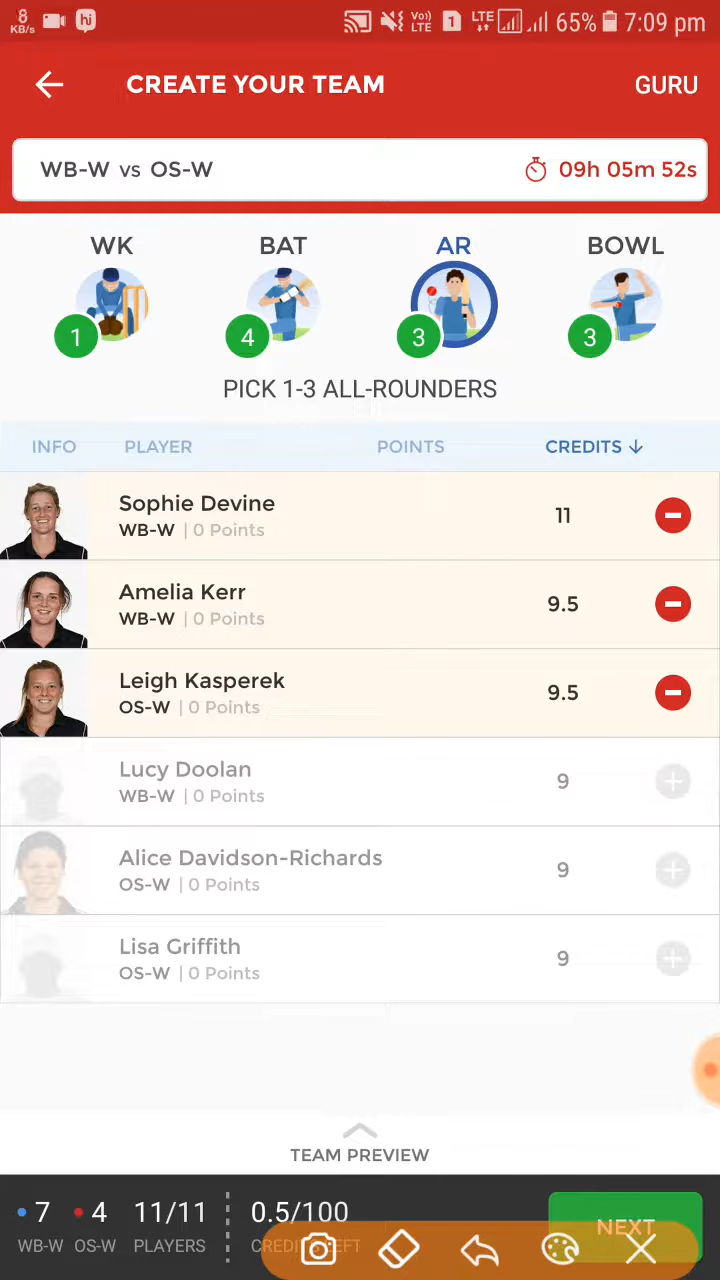 8 KB/s hi Vo)) LTE 1 LTE 65% 7:09 pm
CREATE YOUR TEAM GURU
WB-W vs OS-W 09h 05m 52s
WK BAT AR BOWL
1 4 3 3
PICK 1-3 ALL-ROUNDERS
INFO PLAYER POINTS CREDITS ↓
Sophie Devine
WB-W | 0 Points 11
Amelia Kerr
WB-W | 0 Points 9.5
Leigh Kasperek
OS-W | 0 Points 9.5
Lucy Doolan
WB-W | 0 Points 9
Alice Davidson-Richards
OS-W | 0 Points 9
Lisa Griffith
OS-W | 0 Points 9
TEAM PREVIEW
7 4 11/11 0.5/100 NEXT
WB-W OS-W PLAYERS CREDITS LEFT